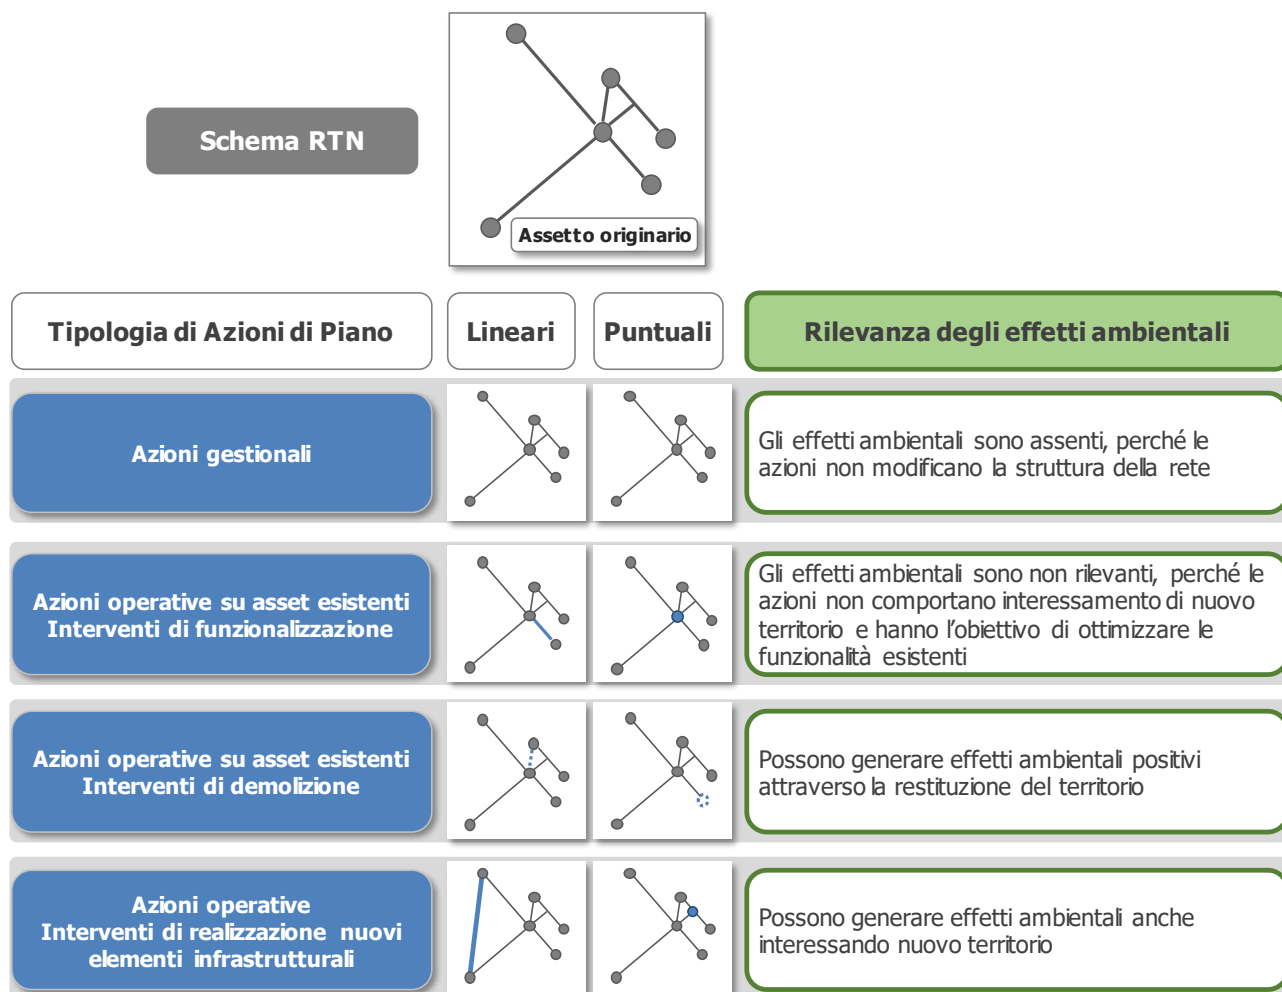 Schema RTN
Assetto originario
Tipologia di Azioni di Piano
Lineari
Puntuali
Rilevanza degli effetti ambientali
Azioni gestionali
Gli effetti ambientali sono assenti, perché le
azioni non modificano la struttura della rete
Azioni operative su asset esistenti
Interventi di funzionalizzazione
Gli effetti ambientali sono non rilevanti, perché le
azioni non comportano interessamento di nuovo
territorio e hanno l'obiettivo di ottimizzare le
funzionalità esistenti
Azioni operative su asset esistenti
Interventi di demolizione
Possono generare effetti ambientali positivi
attraverso la restituzione del territorio
Azioni operative
Interventi di realizzazione nuovi
elementi infrastrutturali
Possono generare effetti ambientali anche
interessando nuovo territorio